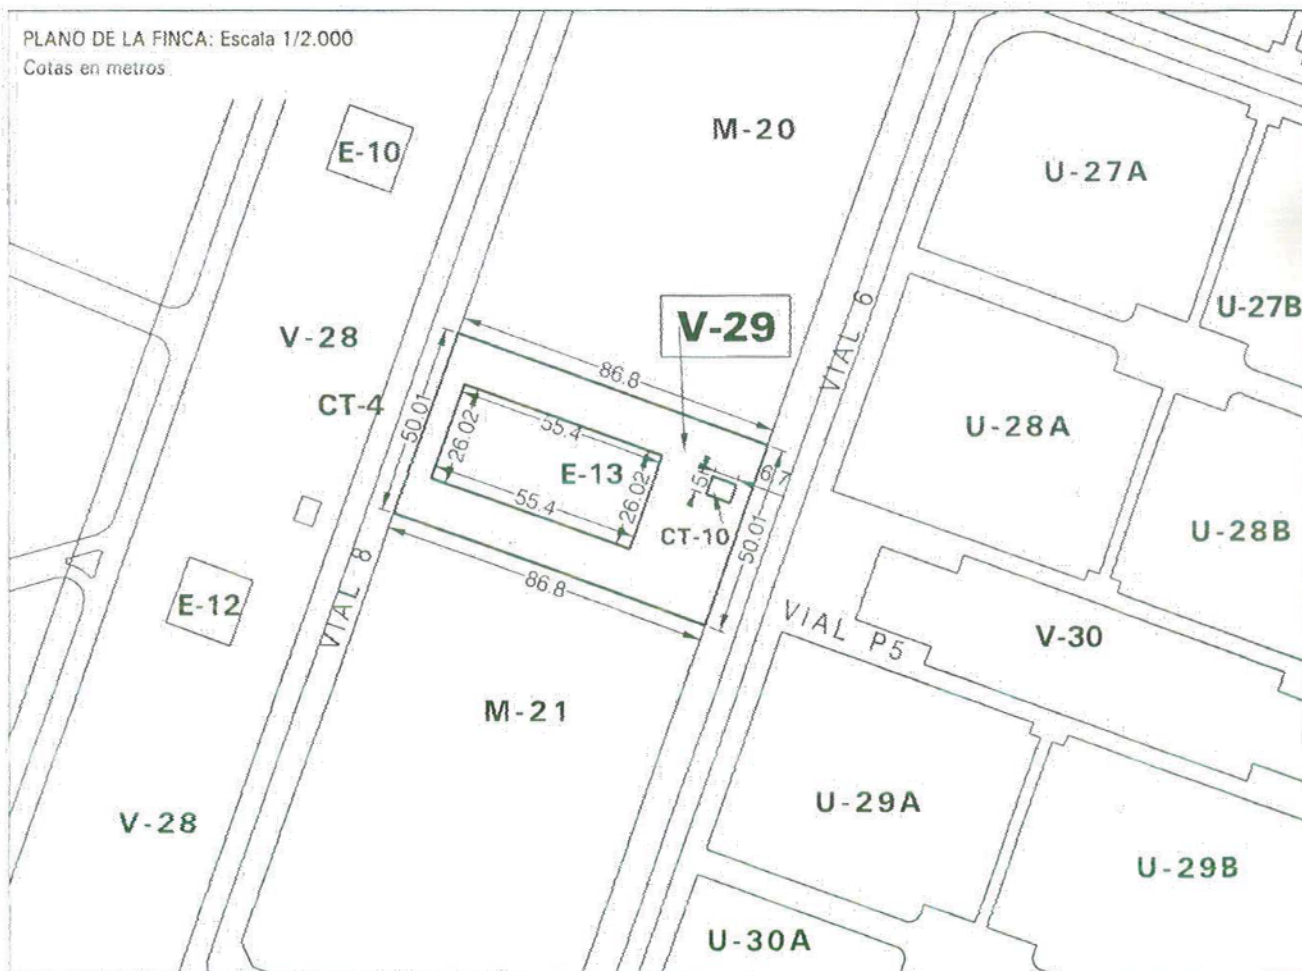 PLANO DE LA FINCA: Escala 1/2.000
Cotas en metros
M-20
E-10
U-27A
U-27B
V-29
V-28
VIAL 6
86.8
CT-4
50.01
U-28A
55.4
26.02
E-13
6.7
15
55.4
26.02
CT-10
50.01
U-28B
86.8
E-12
VIAL 8
VIAL P5
V-30
M-21
V-28
U-29A
U-29B
U-30A